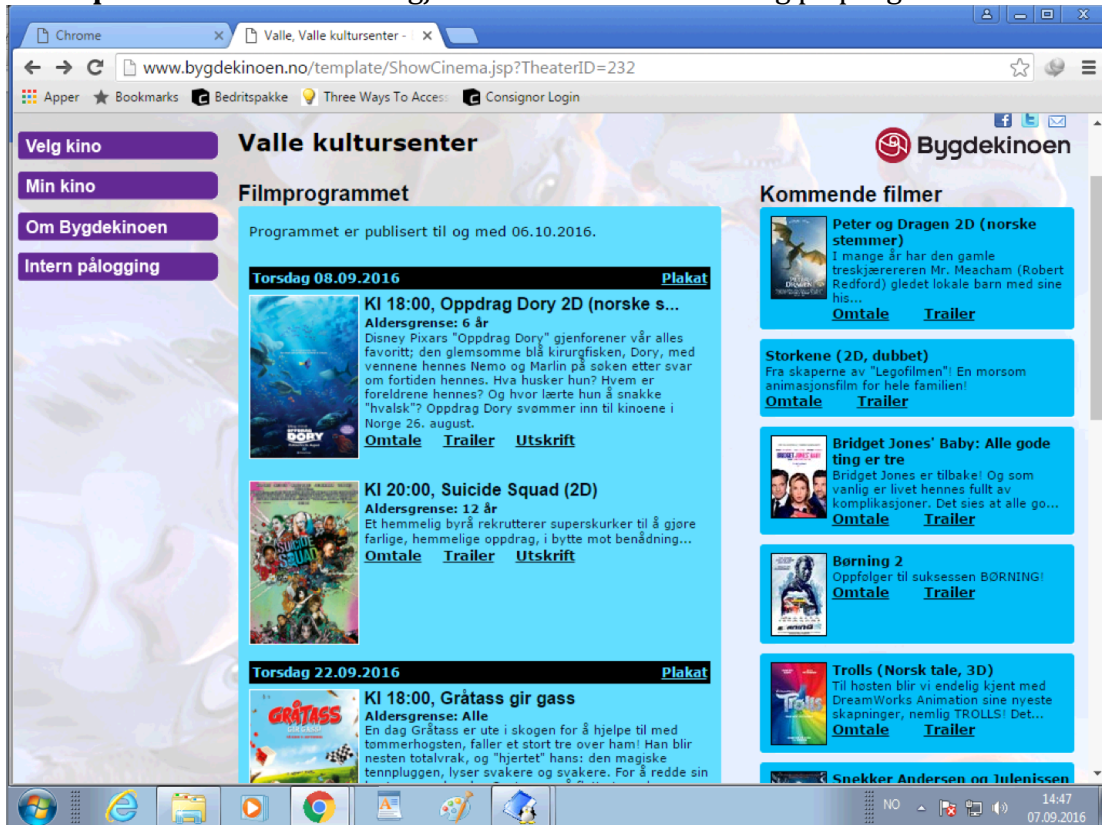 Chrome
Valle, Valle kultursenter -
www.bygdekinoen.no/template/ShowCinema.jsp?TheaterID=232
Apper Bookmarks Bedritspakke Three Ways To Access Consignor Login
Velg kino
Min kino
Om Bygdekinoen
Intern pålogging
Valle kultursenter
Bygdekinoen
Filmprogrammet
Programmet er publisert til og med 06.10.2016.
Torsdag 08.09.2016 Plakat
Kl 18:00, Oppdrag Dory 2D (norske s...
Aldersgrense: 6 år
Disney Pixars "Oppdrag Dory" gjenforener vår alles
favoritt; den glemsomme blå kirurgfisken, Dory, med
vennene hennes Nemo og Marlin på søken etter svar
om fortiden hennes. Hva husker hun? Hvem er
foreldrene hennes? Og hvor lærte hun å snakke
"hvalsk"? Oppdrag Dory svømmer inn til kinoene i
Norge 26. august.
Omtale Trailer Utskrift
DORY
Kl 20:00, Suicide Squad (2D)
Aldersgrense: 12 år
Et hemmelig byrå rekrutterer superskurker til å gjøre
farlige, hemmelige oppdrag, i bytte mot benådning...
Omtale Trailer Utskrift
SUICIDE
SQUAD
Torsdag 22.09.2016 Plakat
Kl 18:00, Gråtass gir gass
Aldersgrense: Alle
En dag Gråtass er ute i skogen for å hjelpe til med
tømmerhogsten, faller et stort tre over ham! Han blir
nesten totalvrak, og "hjertet" hans: den magiske
tennpluggen, lyser svakere og svakere. For å redde sin
GRÅTASS
Kommende filmer
Peter og Dragen 2D (norske
stemmer)
I mange år har den gamle
treskjærereren Mr. Meacham (Robert
Redford) gledet lokale barn med sine
his...
Omtale Trailer
Storkene (2D, dubbet)
Fra skaperne av "Legofilmen"! En morsom
animasjonsfilm for hele familien!
Omtale Trailer
Bridget Jones' Baby: Alle gode
ting er tre
Bridget Jones er tilbake! Og som
vanlig er livet hennes fullt av
komplikasjoner. Det sies at alle go...
Omtale Trailer
Børning 2
Oppfølger til suksessen BØRNING!
Omtale Trailer
Trolls (Norsk tale, 3D)
Til høsten blir vi endelig kjent med
DreamWorks Animation sine nyeste
skapninger, nemlig TROLLS! Det...
Omtale Trailer
Trolls
Snekker Andersen og Julenissen
NO
14:47
07.09.2016